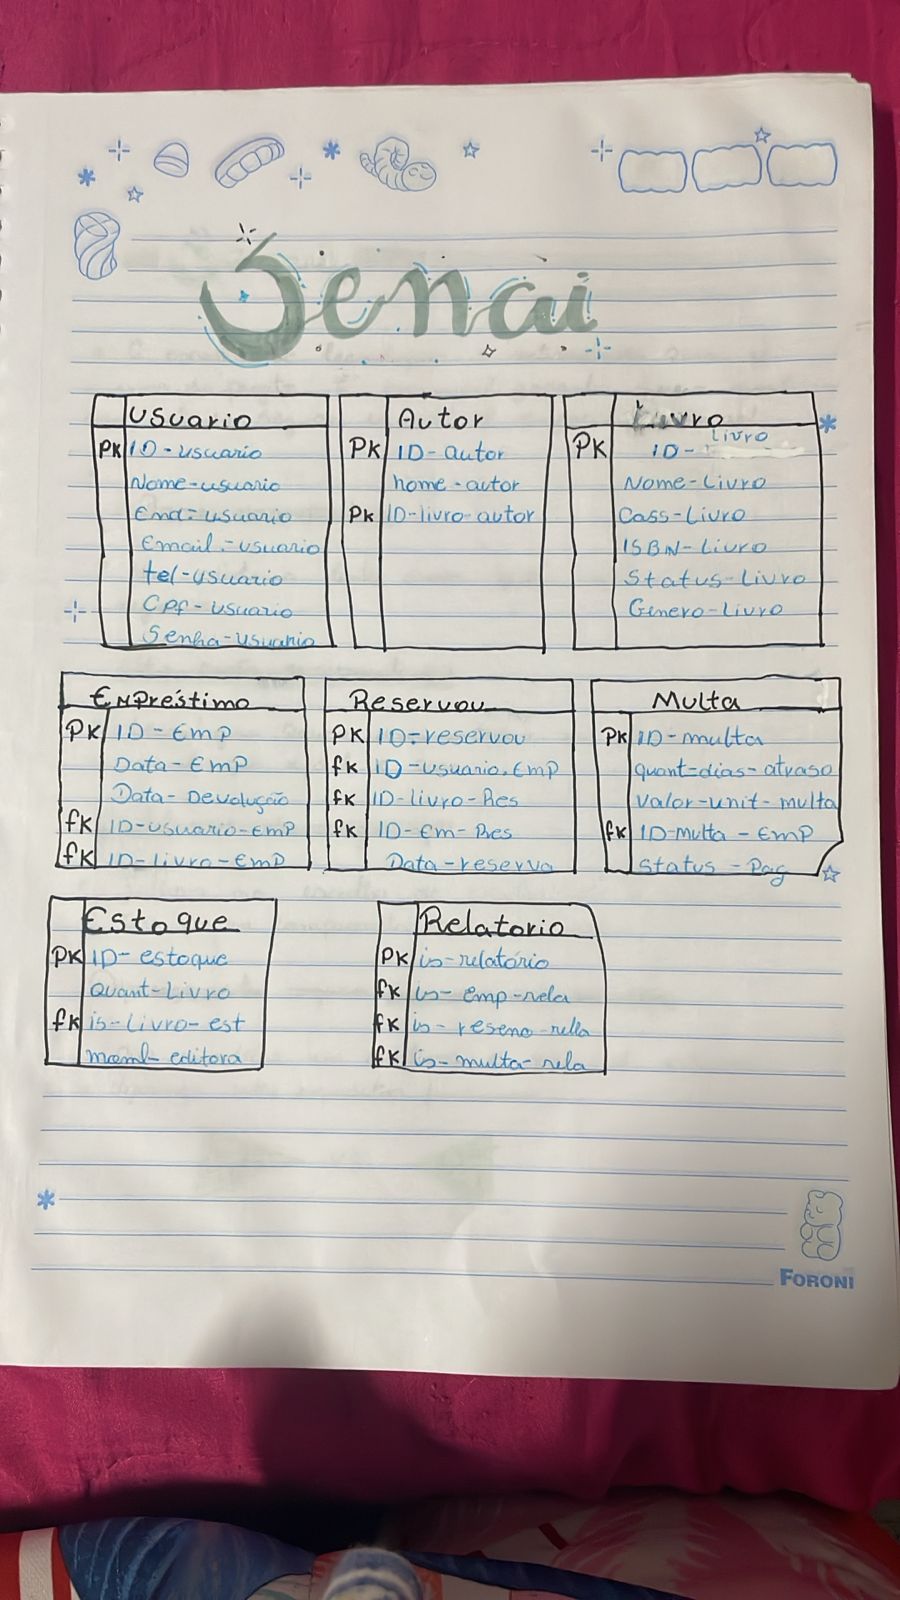 Senai
Usuario
PK ID-usuario
Nome-usuario
End=usuario
Email.-usuario
tel-usuario
Cpf-usuario
Senha-usuario
Autor
PK ID-autor
nome-autor
PK ID-livro-autor
Livro
PK ID-Livro
Nome-Livro
Cass-Livro
ISBN-Livro
Status-Livro
Genero-Livro
Enpréstimo
PK ID-Emp
Data-Emp
Data-Devolução
fK ID-usuario-Emp
fK ID-livro-Emp
Reservou
PK ID=reservou
fK ID-usuario.Emp
fK ID-livro-Res
fK ID-Em-Res
Data-reserva
Multa
PK ID-multa
quant=dias-atraso
valor-unit-multa
fK ID-multa-Emp
Status-Pag
Estoque
PK ID-estoque
Quant-Livro
fK is-Livro-est
editora
Relatorio
PK is-relatório
fK is-emp-rela
fK is-
fK is-multa-rela
FORONI